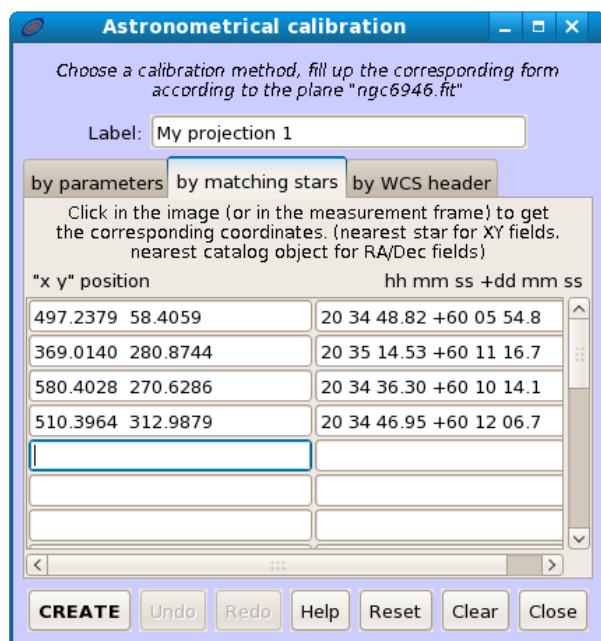 Astronometrical calibration
Choose a calibration method, fill up the corresponding form
according to the plane "ngc6946.fit"
Label: My projection 1
by parameters by matching stars by WCS header
Click in the image (or in the measurement frame) to get
the corresponding coordinates. (nearest star for XY fields.
nearest catalog object for RA/Dec fields)
"x y" position hh mm ss +dd mm ss
497.2379 58.4059 20 34 48.82 +60 05 54.8
369.0140 280.8744 20 35 14.53 +60 11 16.7
580.4028 270.6286 20 34 36.30 +60 10 14.1
510.3964 312.9879 20 34 46.95 +60 12 06.7
CREATE Undo Redo Help Reset Clear Close